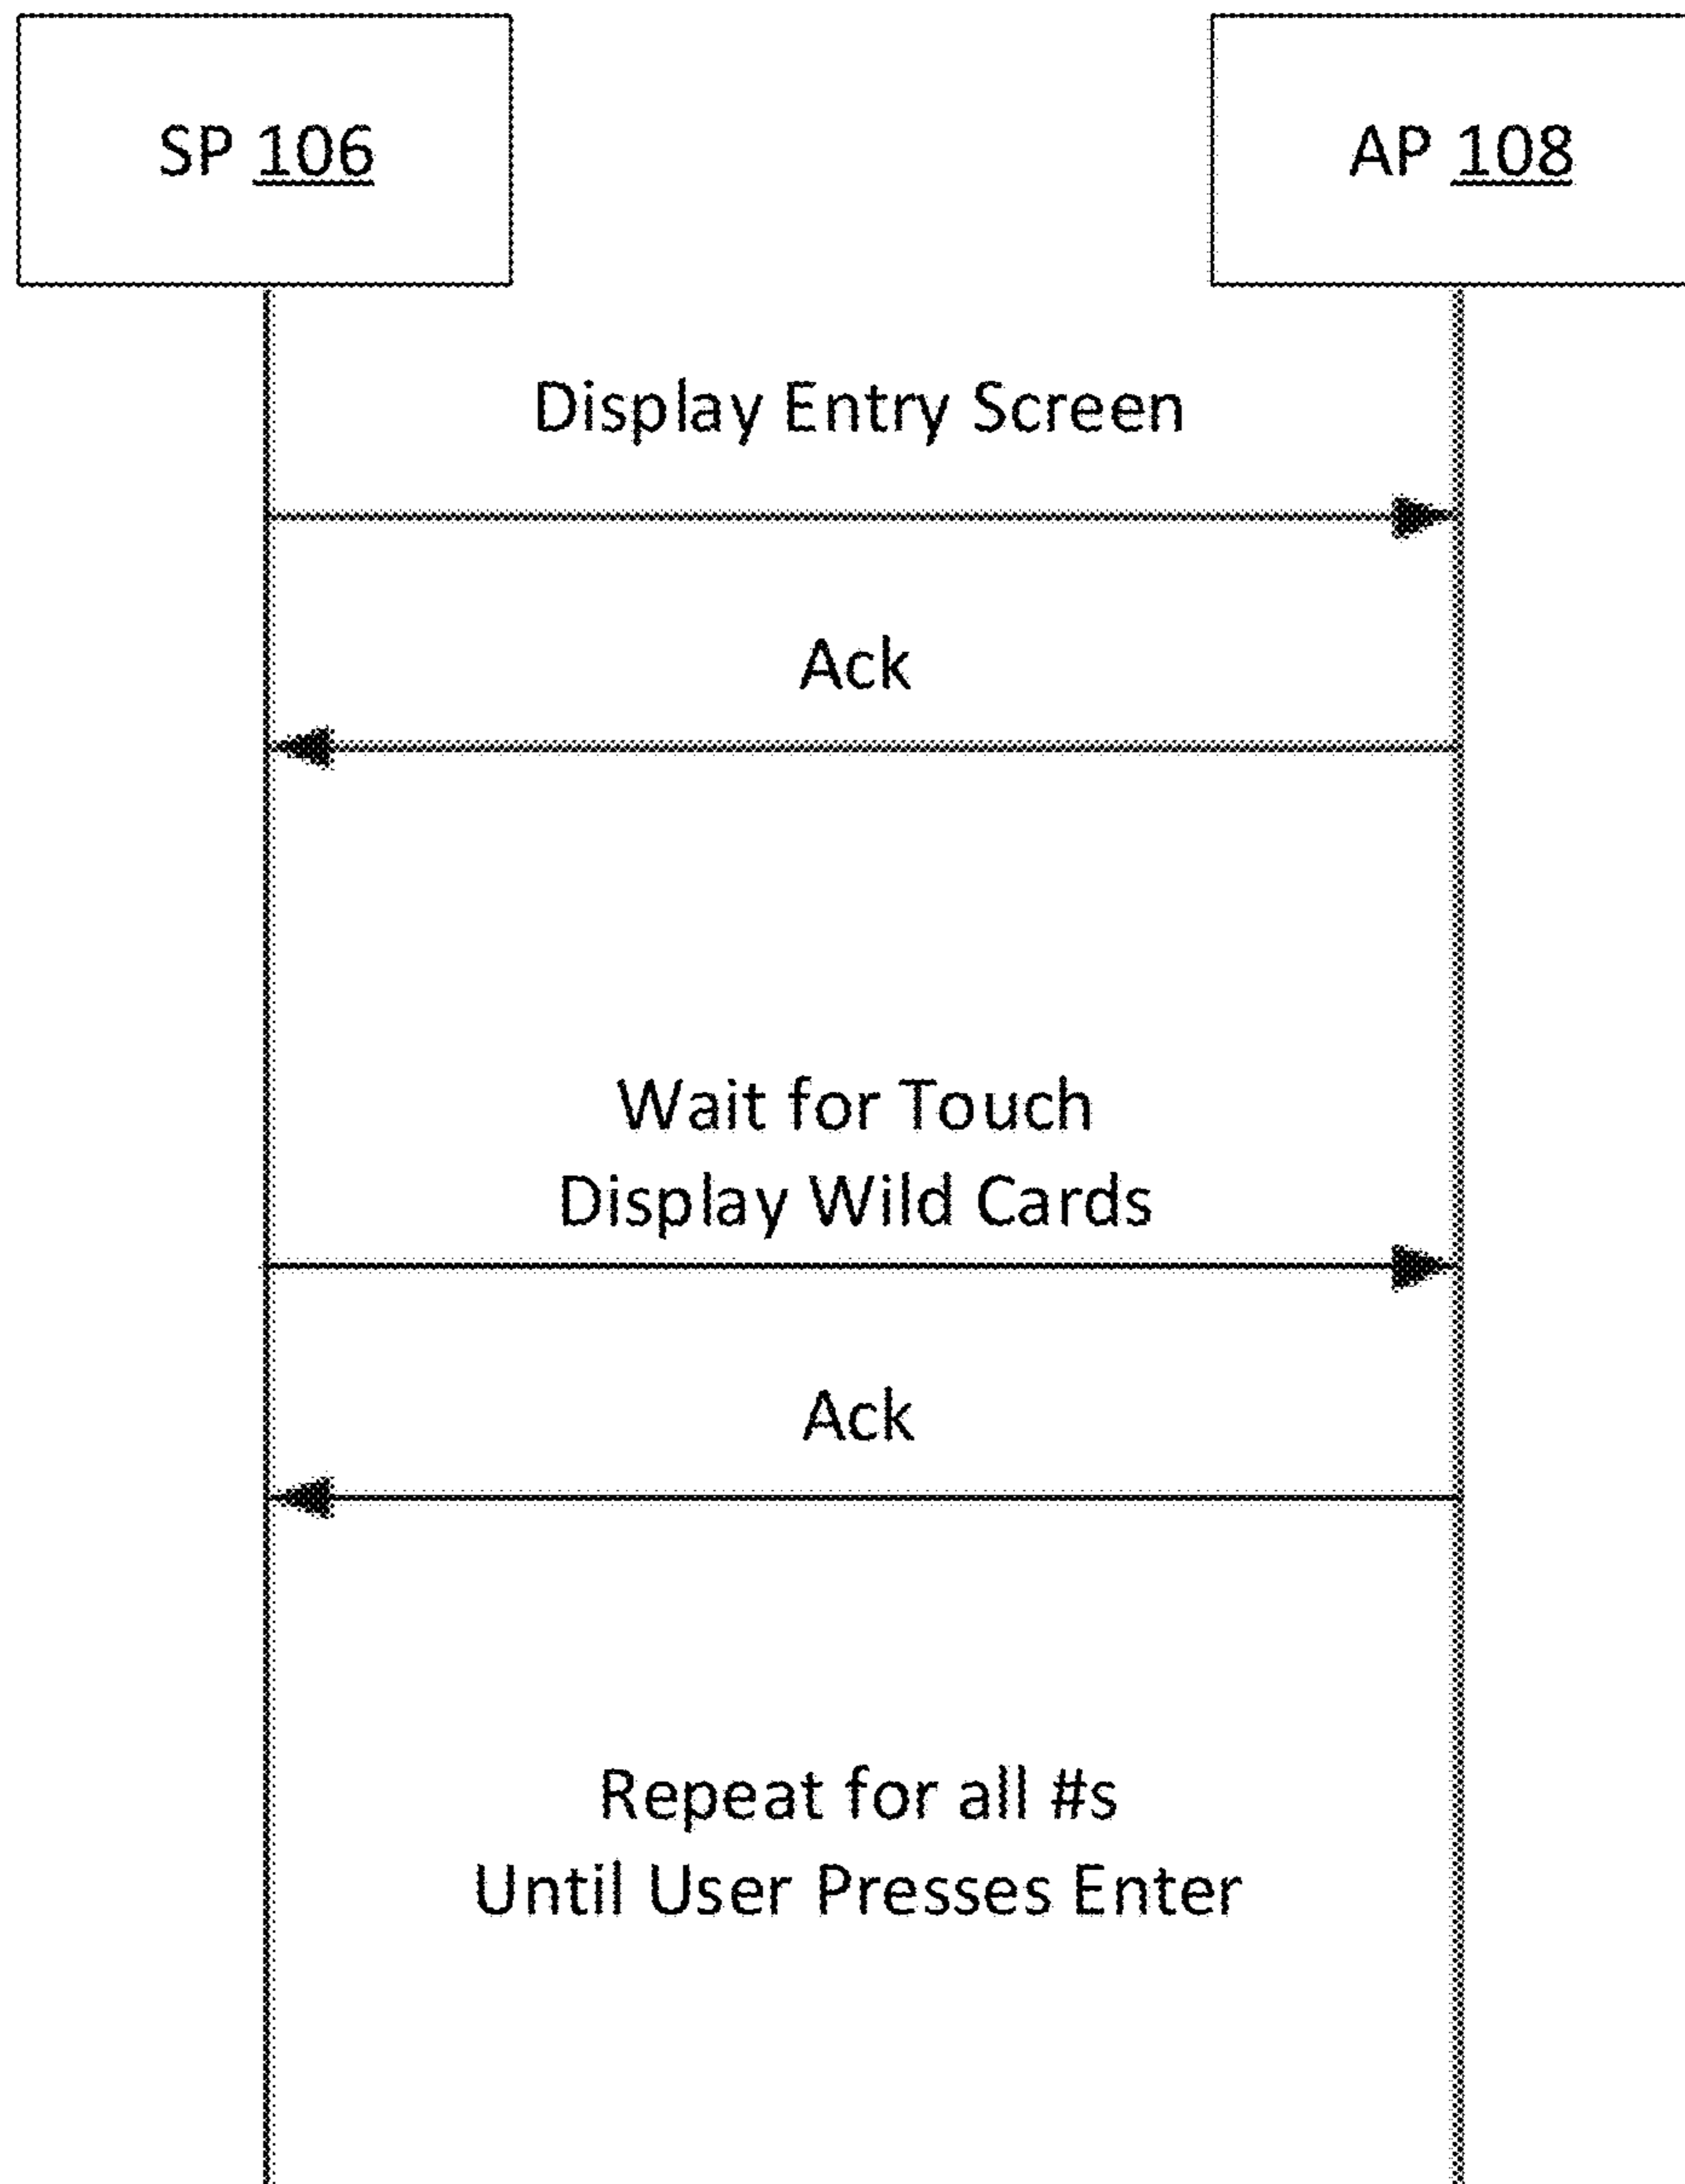 SP 106
AP 108
Display Entry Screen
Ack
Wait for Touch
Display Wild Cards
Ack
Repeat for all #s
Until User Presses Enter